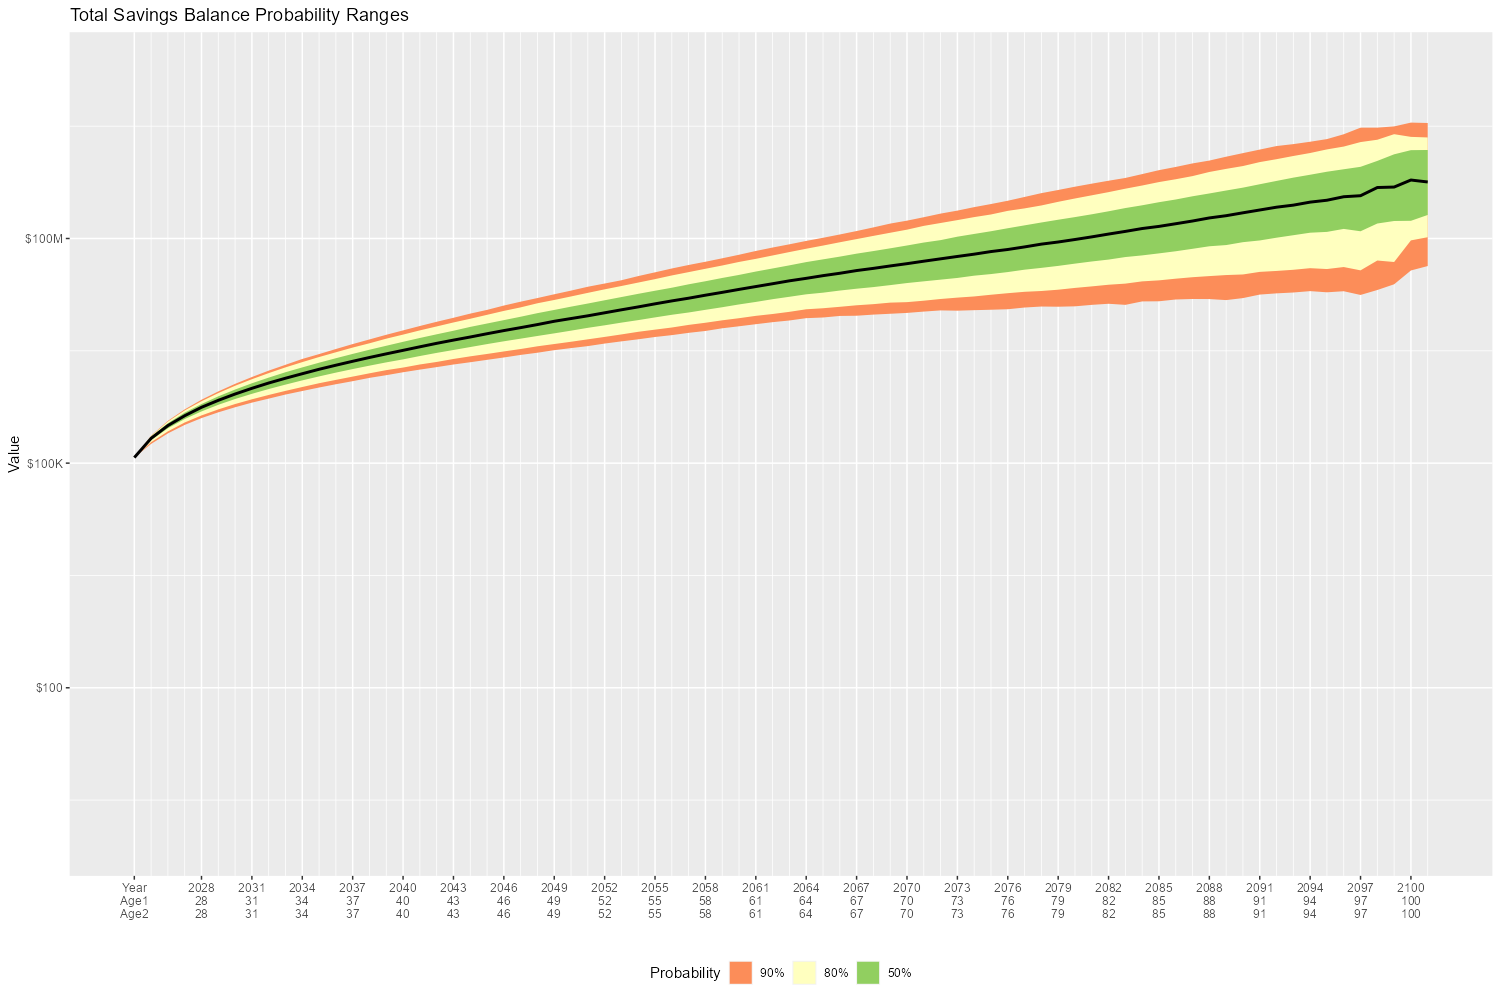 Total Savings Balance Probability Ranges
Value
$100M
$100K
$100
Year 2028 2031 2034 2037 2040 2043 2046 2049 2052 2055 2058 2061 2064 2067 2070 2073 2076 2079 2082 2085 2088 2091 2094 2097 2100
Age1 28 31 34 37 40 43 46 49 52 55 58 61 64 67 70 73 76 79 82 85 88 91 94 97 100
Age2 28 31 34 37 40 43 46 49 52 55 58 61 64 67 70 73 76 79 82 85 88 91 94 97 100
Probability 90% 80% 50%